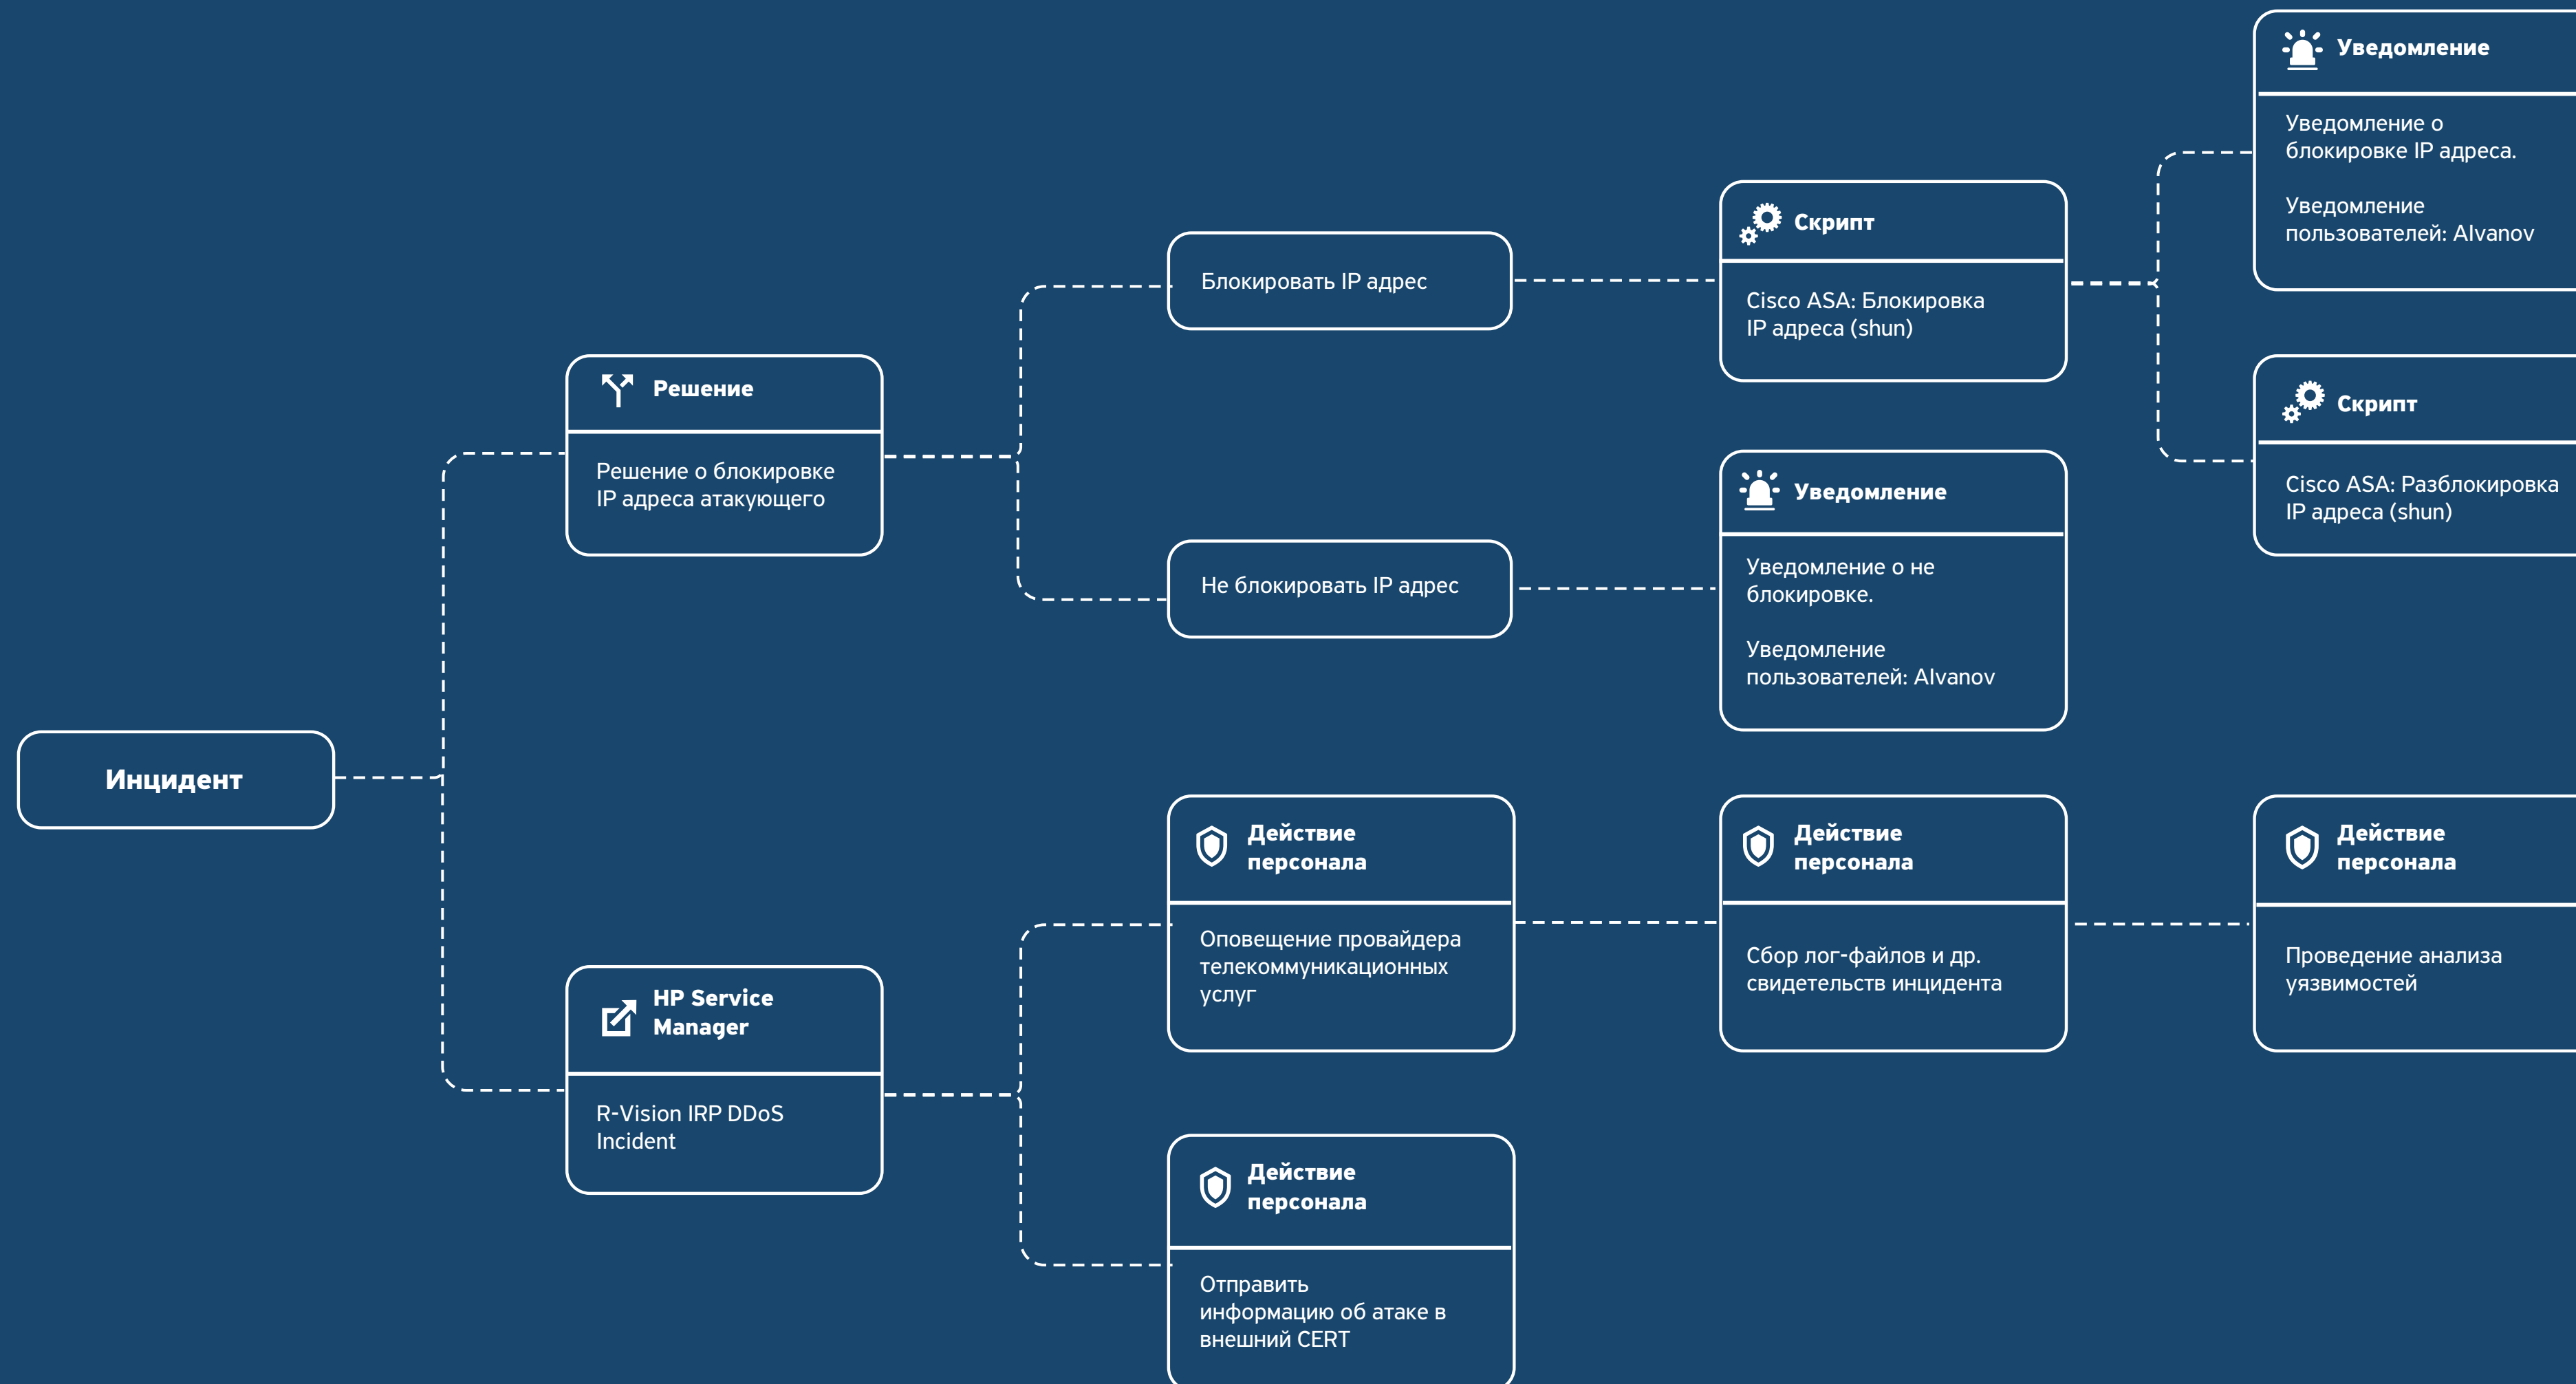 Инцидент
Решение
Решение о блокировке
IP адреса атакующего
HP Service
Manager
R-Vision IRP DDoS
Incident
Блокировать IP адрес
Не блокировать IP адрес
Действие
персонала
Оповещение провайдера
телекоммуникационных
услуг
Действие
персонала
Отправить
информацию об атаке в
внешний CERT
Скрипт
Cisco ASA: Блокировка
IP адреса (shun)
Уведомление
Уведомление о не
блокировке.
Уведомление
пользователей: AIvanov
Действие
персонала
Сбор лог-файлов и др.
свидетельств инцидента
Уведомление
Уведомление о
блокировке IP адреса.
Уведомление
пользователей: AIvanov
Скрипт
Cisco ASA: Разблокировка
IP адреса (shun)
Действие
персонала
Проведение анализа
уязвимостей